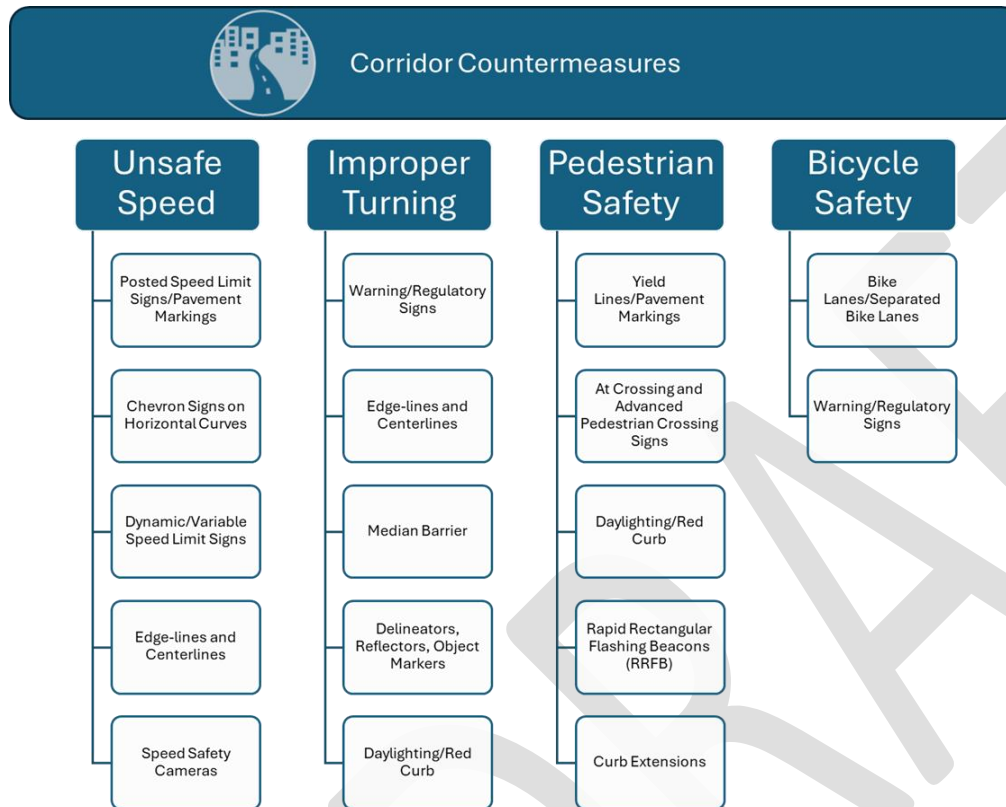 Corridor Countermeasures
Unsafe
Speed
Posted Speed Limit
Signs/Pavement
Markings
Chevron Signs on
Horizontal Curves
Dynamic/Variable
Speed Limit Signs
Edge-lines and
Centerlines
Speed Safety
Cameras
Improper
Turning
Warning/Regulatory
Signs
Edge-lines and
Centerlines
Median Barrier
Delineators,
Reflectors, Object
Markers
Daylighting/Red
Curb
Pedestrian
Safety
Yield
Lines/Pavement
Markings
At Crossing and
Advanced
Pedestrian Crossing
Signs
Daylighting/Red
Curb
Rapid Rectangular
Flashing Beacons
(RRFB)
Curb Extensions
Bicycle
Safety
Bike
Lanes/Separated
Bike Lanes
Warning/Regulatory
Signs